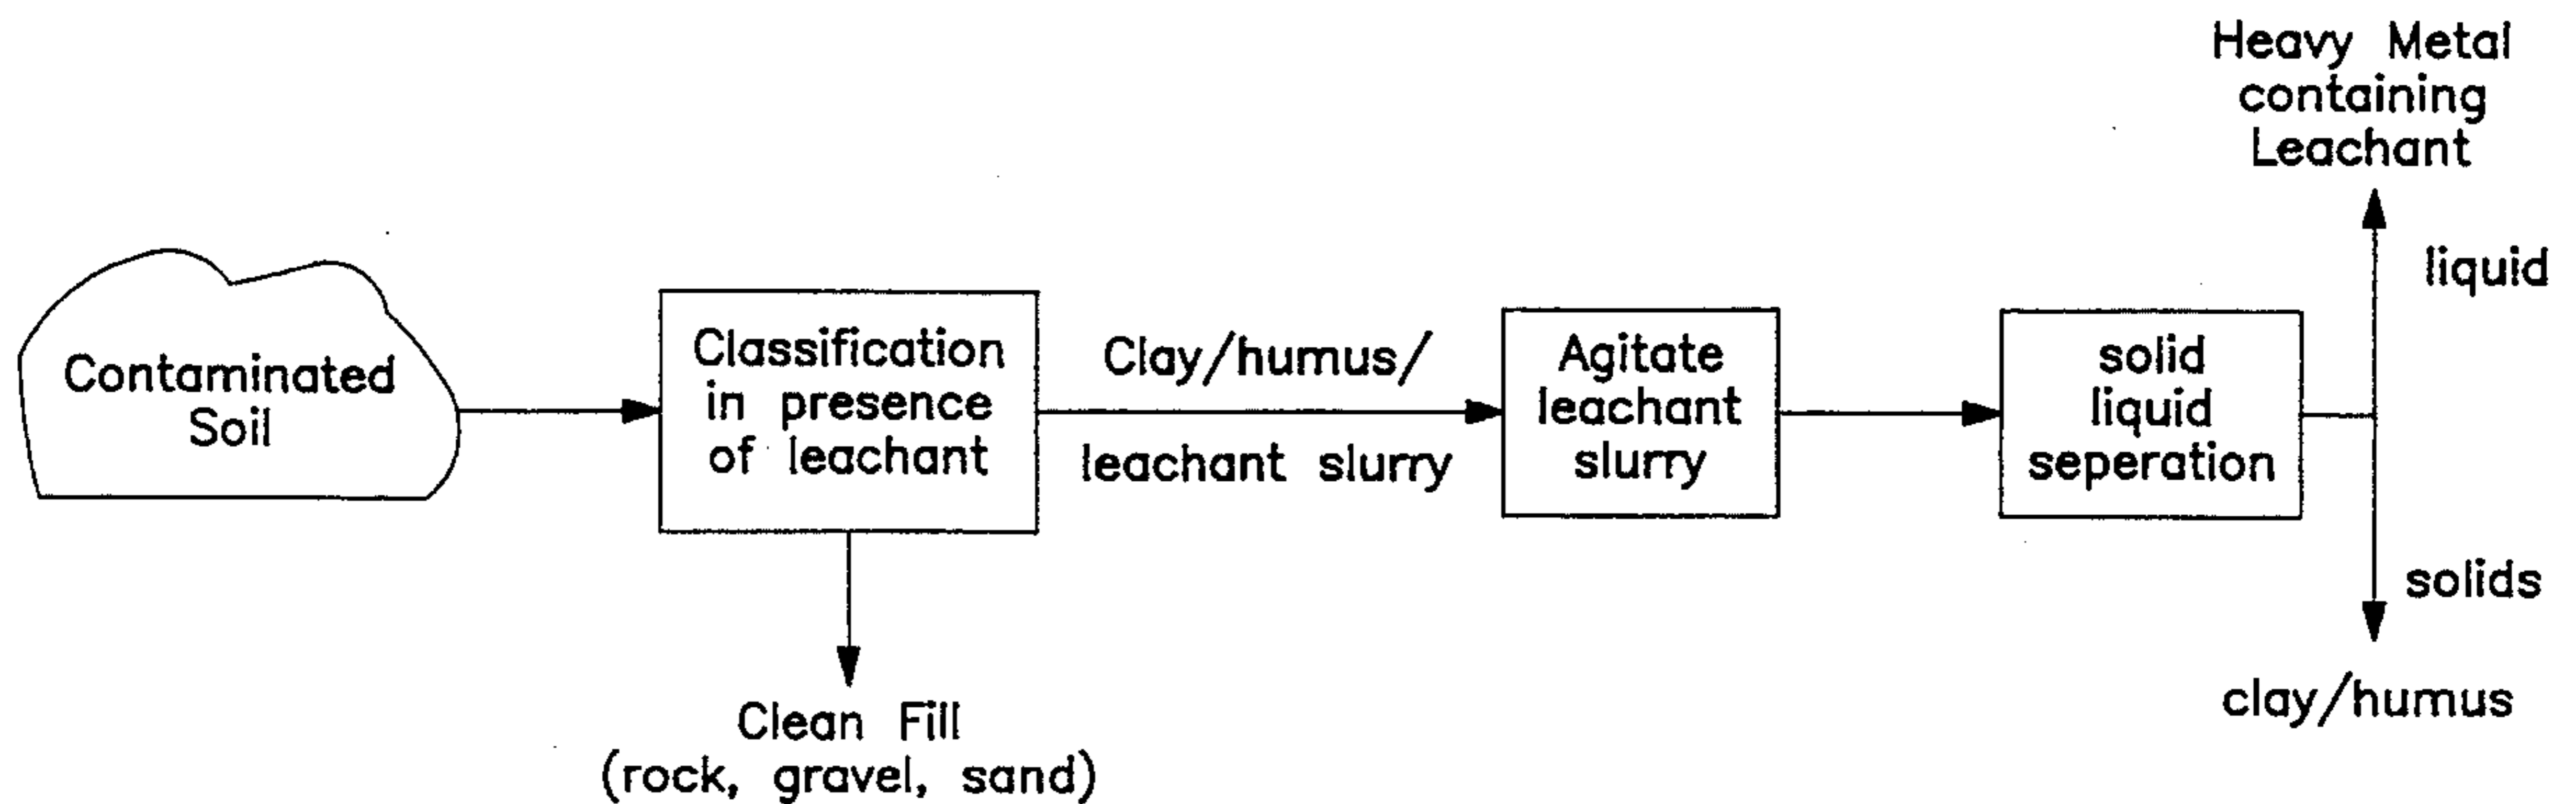 Contaminated
Soil
Classification
in presence
of leachant
Clean Fill
(rock, gravel, sand)
Clay/humus/
leachant slurry
Agitate
leachant
slurry
solid
liquid
seperation
Heavy Metal
containing
Leachant
liquid
solids
clay/humus